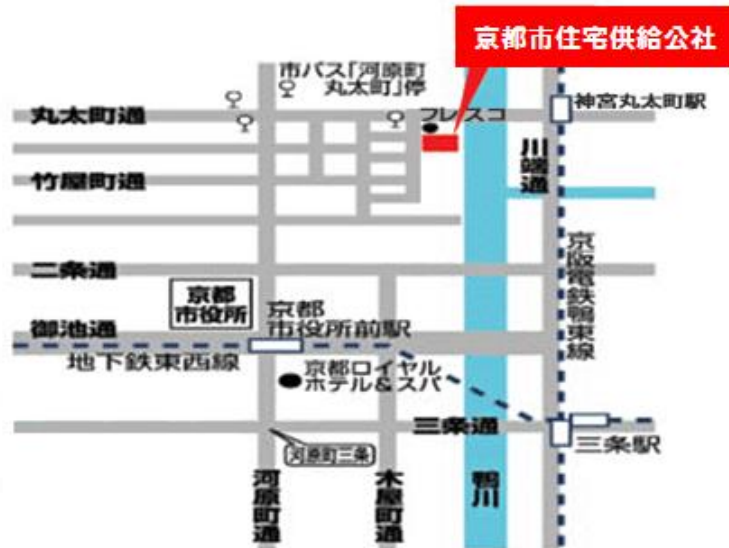 京都市住宅供給公社
市バス「河原町
丸太町」停
神宮丸太町駅
丸太町通
フレスコ
川端通
竹屋町通
京阪電鉄鴨東線
二条通
京都
市役所
京都
市役所前駅
御池通
地下鉄東西線
京都ロイヤル
ホテル&スパ
三条通
三条駅
河原町三条
河原町通
木屋町通
鴨川